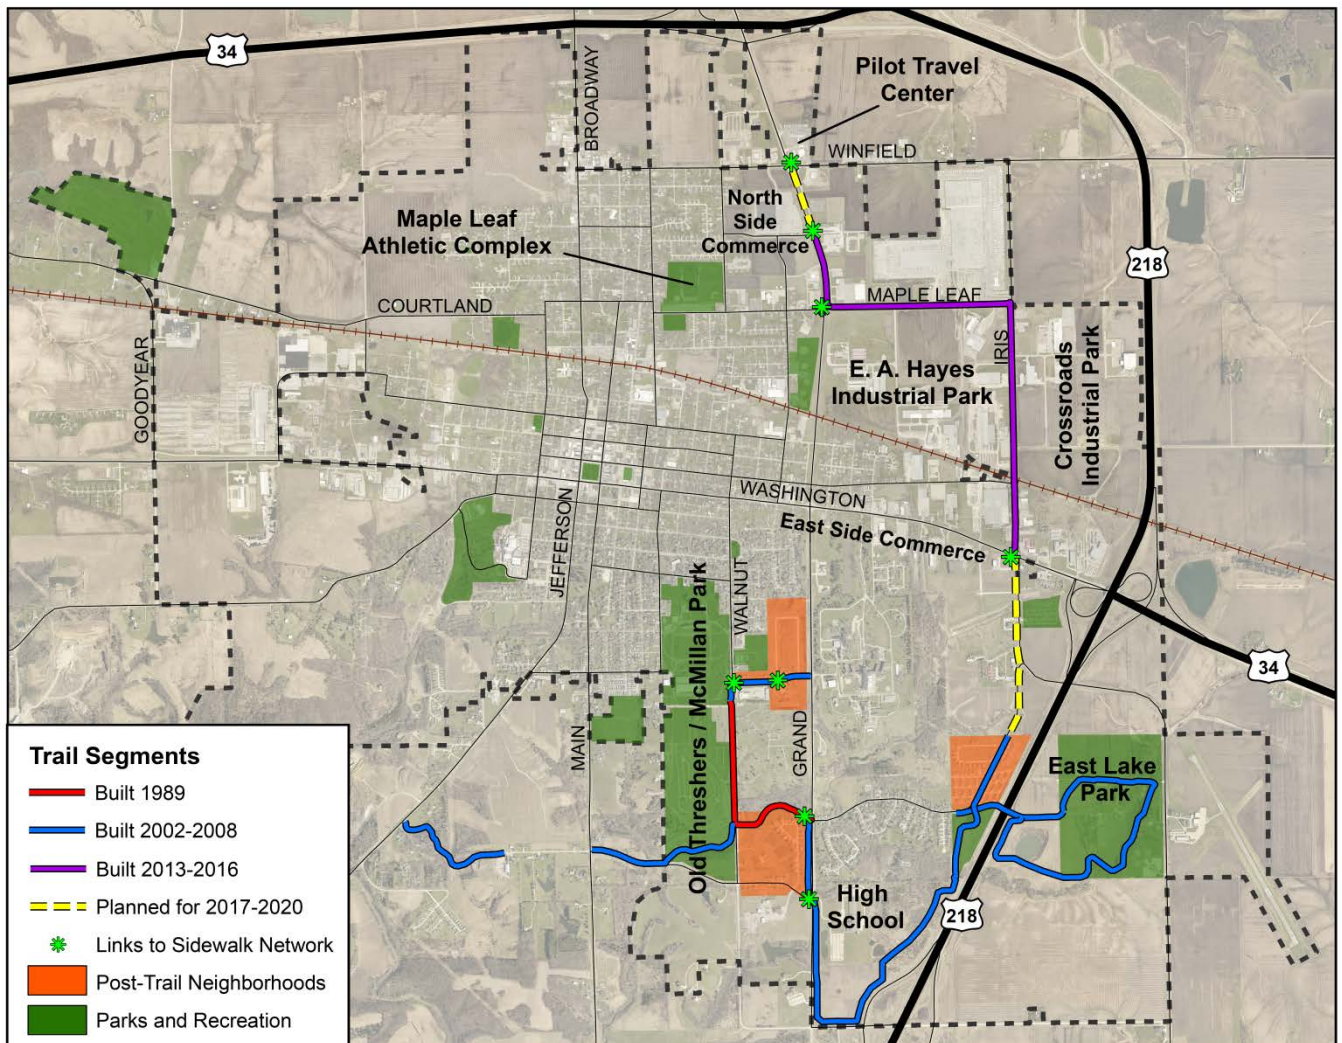 34
BROADWAY
Pilot Travel
Center
WINFIELD
North
Side
Commerce
Maple Leaf
Athletic Complex
218
COURTLAND
MAPLE LEAF
GOODYEAR
IRIS
E. A. Hayes
Industrial Park
Crossroads
Industrial Park
WASHINGTON
East Side Commerce
JEFFERSON
WALNUT
Old Threshers / McMillan Park
34
MAIN
GRAND
East Lake
Park
High
School
218
Trail Segments
Built 1989
Built 2002-2008
Built 2013-2016
Planned for 2017-2020
Links to Sidewalk Network
Post-Trail Neighborhoods
Parks and Recreation